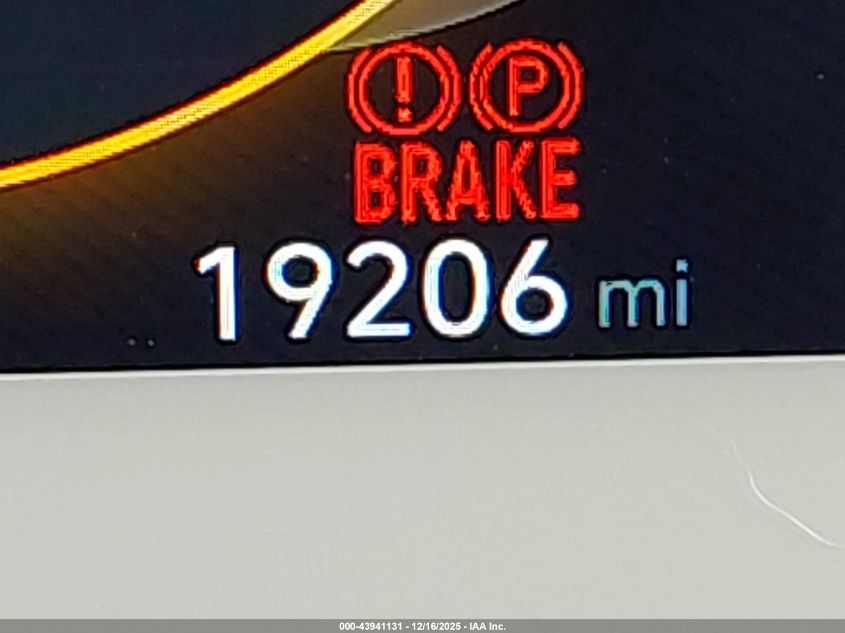 ! P
BRAKE
19206 mi
000-43941131 - 12/16/2025 - IAA Inc.